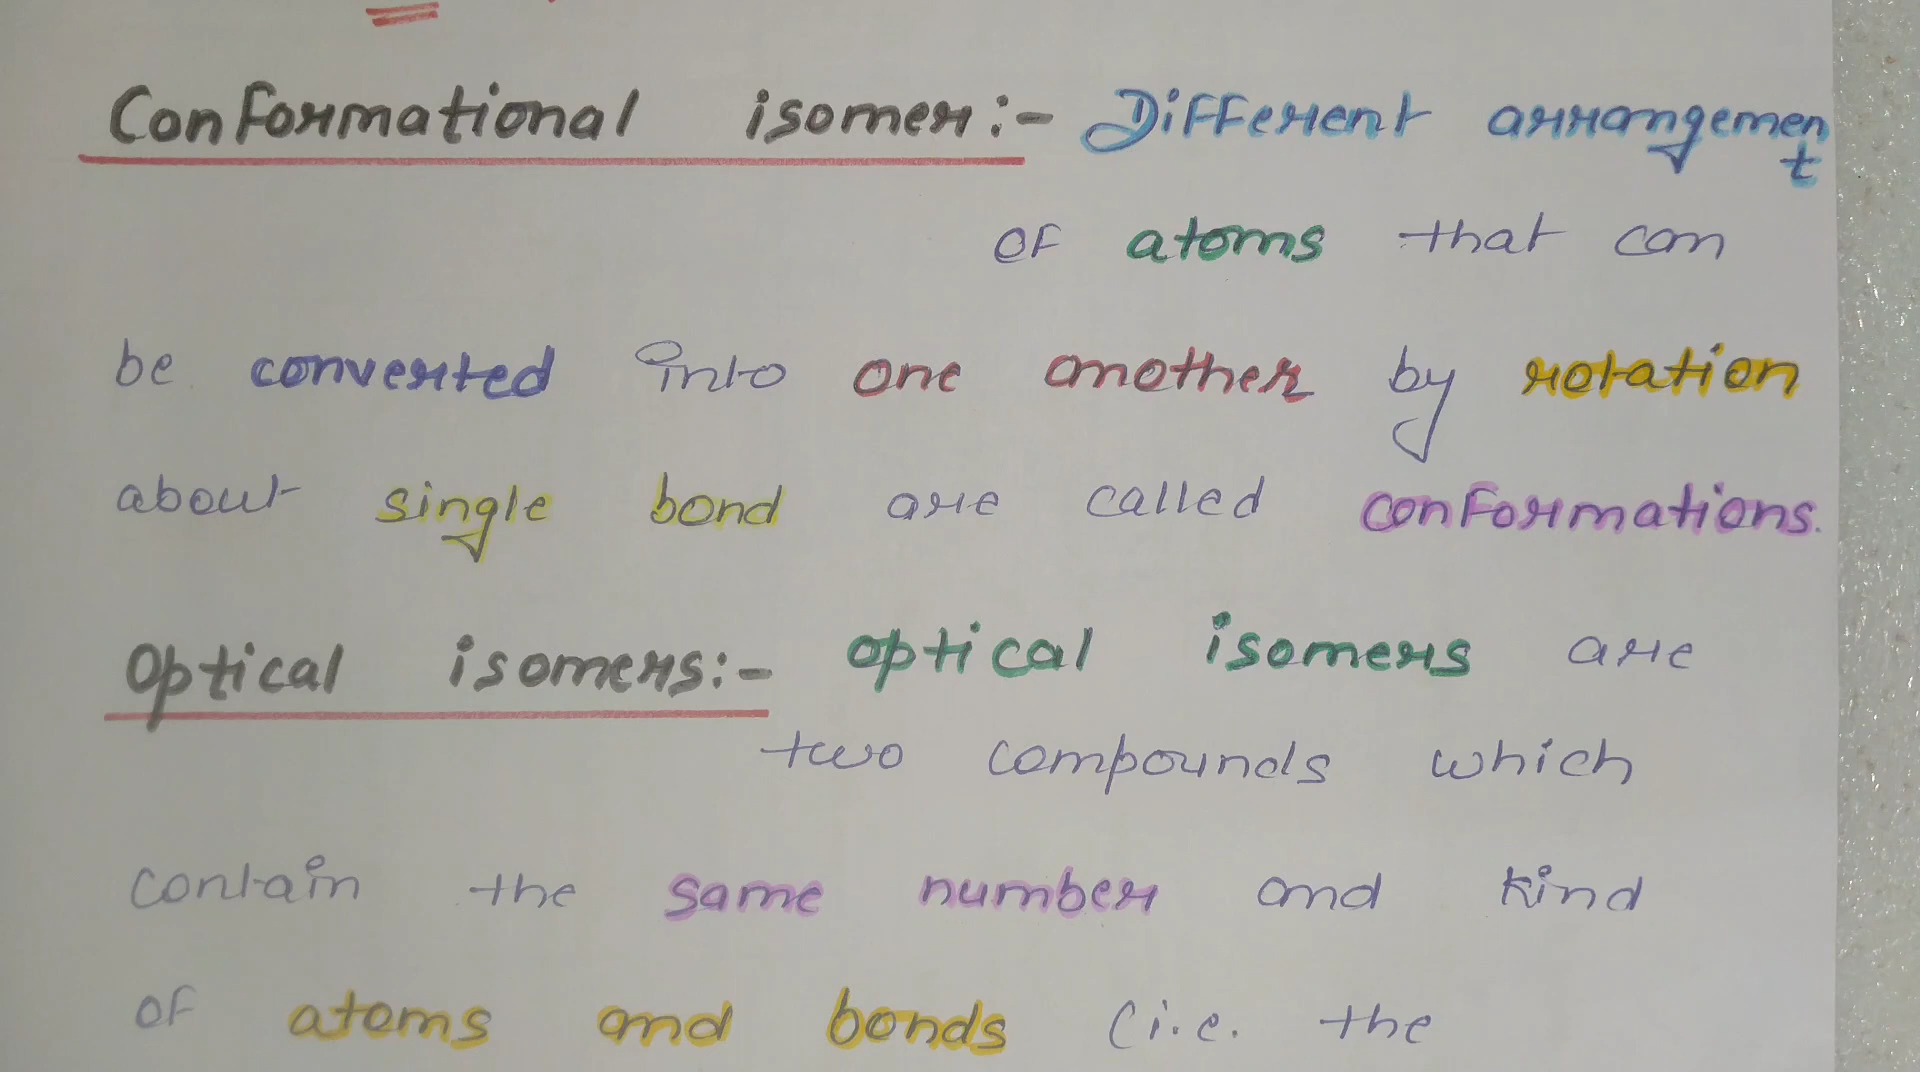 Conformational isomer:- Different arrangement
of atoms that can
be converted into one another by rotation
about single bond are called conformations.
Optical isomers:- optical isomers are
two compounds which
contain the same number and kind
of atoms and bonds (i.e. the